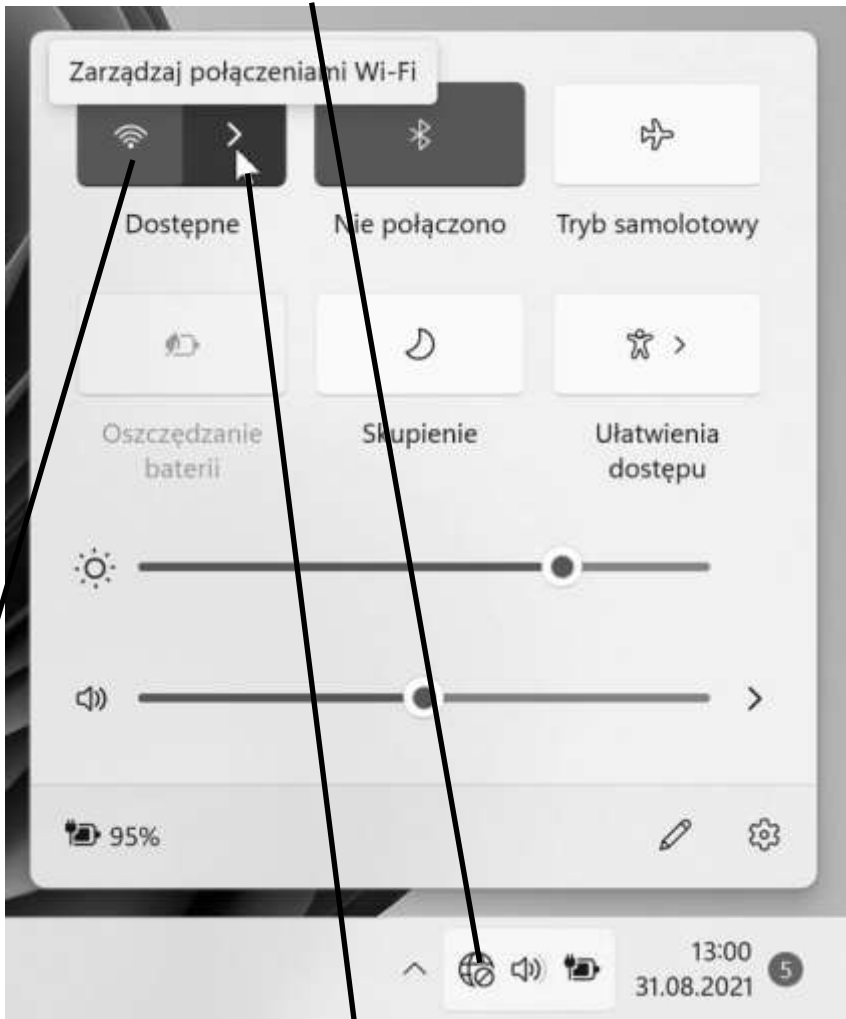 Zarządzaj połączeniami Wi-Fi
Dostępne
Nie połączono
Tryb samolotowy
Oszczędzanie
baterii
Skupienie
Ułatwienia
dostępu
95%
13:00
31.08.2021
5